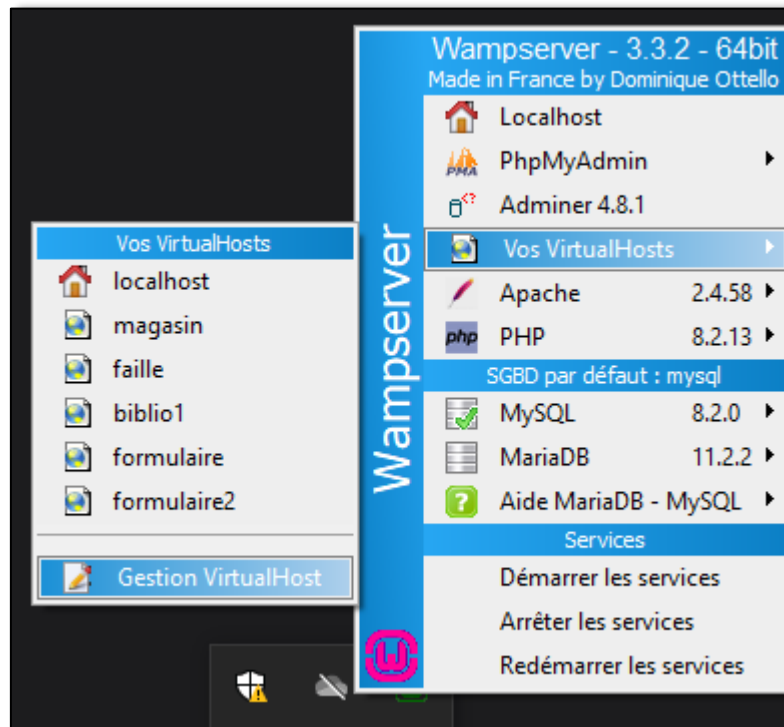 Wampserver - 3.3.2 - 64bit
Made in France by Dominique Ottello
Localhost
PhpMyAdmin
Adminer 4.8.1
Vos VirtualHosts
Apache 2.4.58
php PHP 8.2.13
SGBD par défaut : mysql
MySQL 8.2.0
MariaDB 11.2.2
Aide MariaDB - MySQL
Services
Démarrer les services
Arrêter les services
Redémarrer les services
Wampserver
Vos VirtualHosts
localhost
magasin
faille
biblio1
formulaire
formulaire2
Gestion VirtualHost
PMA
W